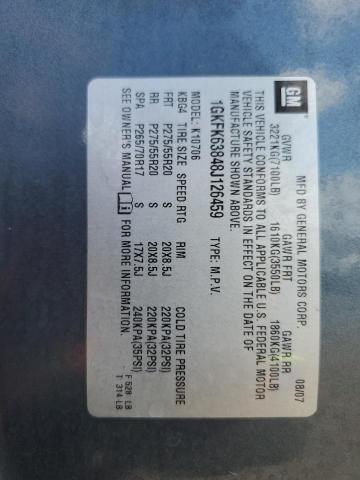 GM
MFD BY GENERAL MOTORS CORP. 08/07
GVWR GAWR FRT GAWR RR
3221KG(7100LB) 1610KG(3550LB) 1860KG(4100LB)
THIS VEHICLE CONFORMS TO ALL APPLICABLE U.S. FEDERAL MOTOR
VEHICLE SAFETY STANDARDS IN EFFECT ON THE DATE OF
MANUFACTURE SHOWN ABOVE.
1GKFK63848J126459 TYPE: M.P.V.
MODEL: K10706
KBG4 TIRE SIZE SPEED RTG RIM COLD TIRE PRESSURE
FRT P275/55R20 S 20X8.5J 220KPA(32PSI)
RR P275/55R20 S 20X8.5J 220KPA(32PSI)
SPA P265/70R17 S 17X7.5J 240KPA(35PSI)
SEE OWNER'S MANUAL i FOR MORE INFORMATION.
F 528 LB
T 314 LB